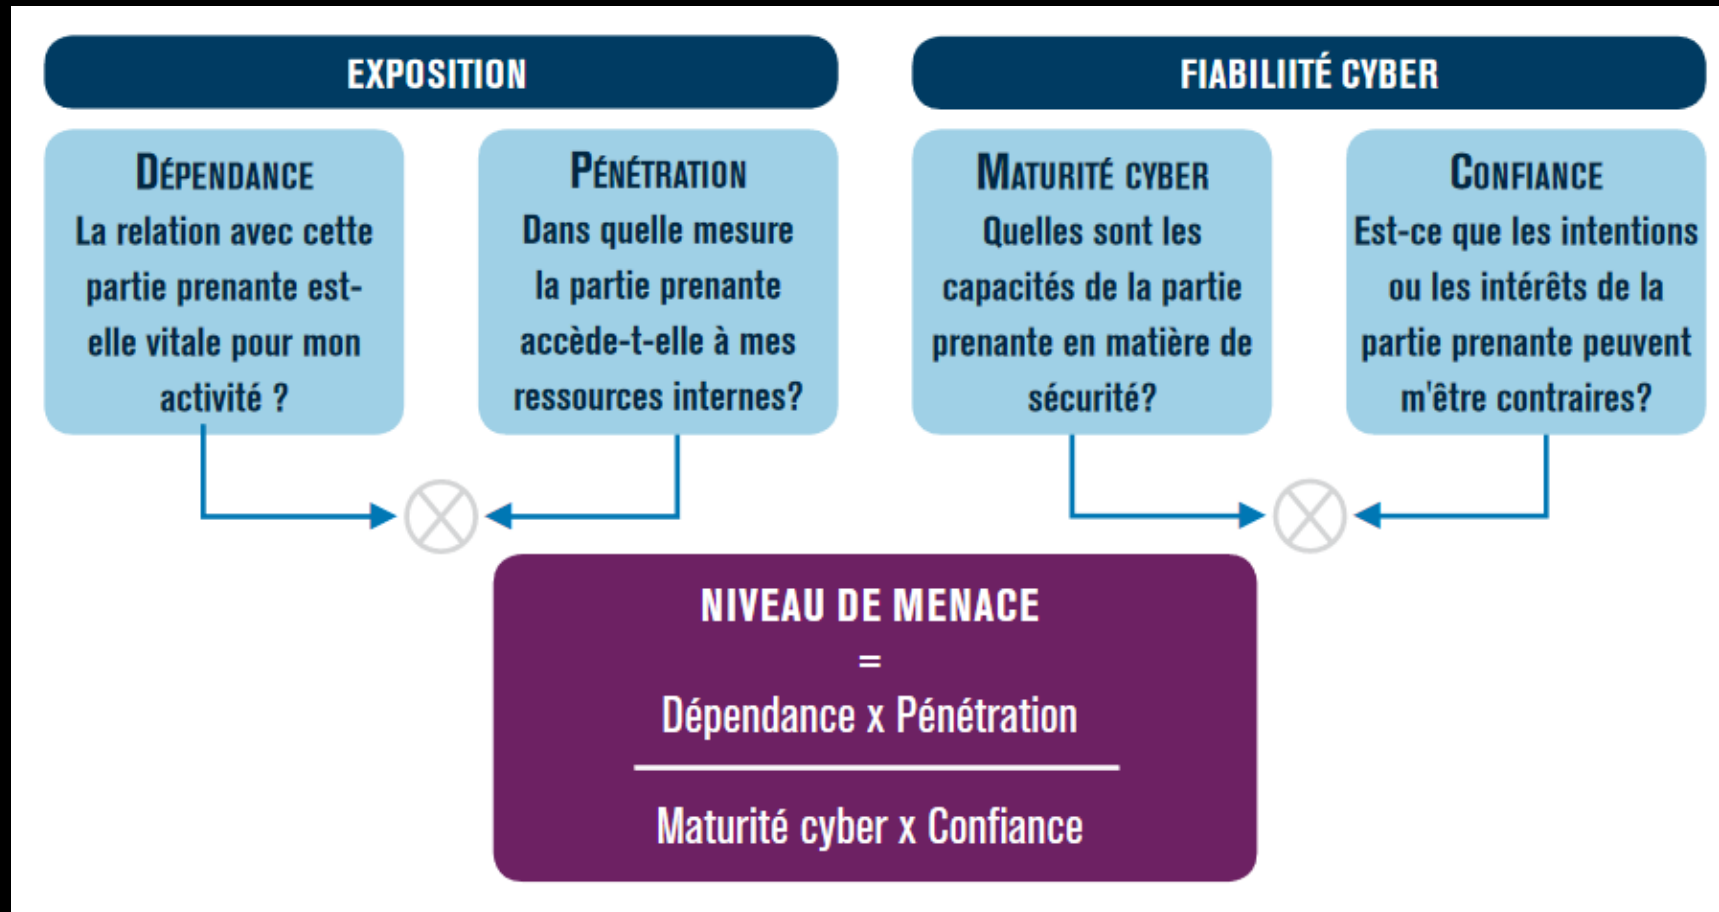 EXPOSITION
DÉPENDANCE
La relation avec cette
partie prenante est-
elle vitale pour mon
activité ?
PÉNÉTRATION
Dans quelle mesure
la partie prenante
accède-t-elle à mes
ressources internes?
FIABILIITÉ CYBER
MATURITÉ CYBER
Quelles sont les
capacités de la partie
prenante en matière de
sécurité?
CONFIANCE
Est-ce que les intentions
ou les intérêts de la
partie prenante peuvent
m'être contraires?
NIVEAU DE MENACE
=
Dépendance x Pénétration
Maturité cyber x Confiance